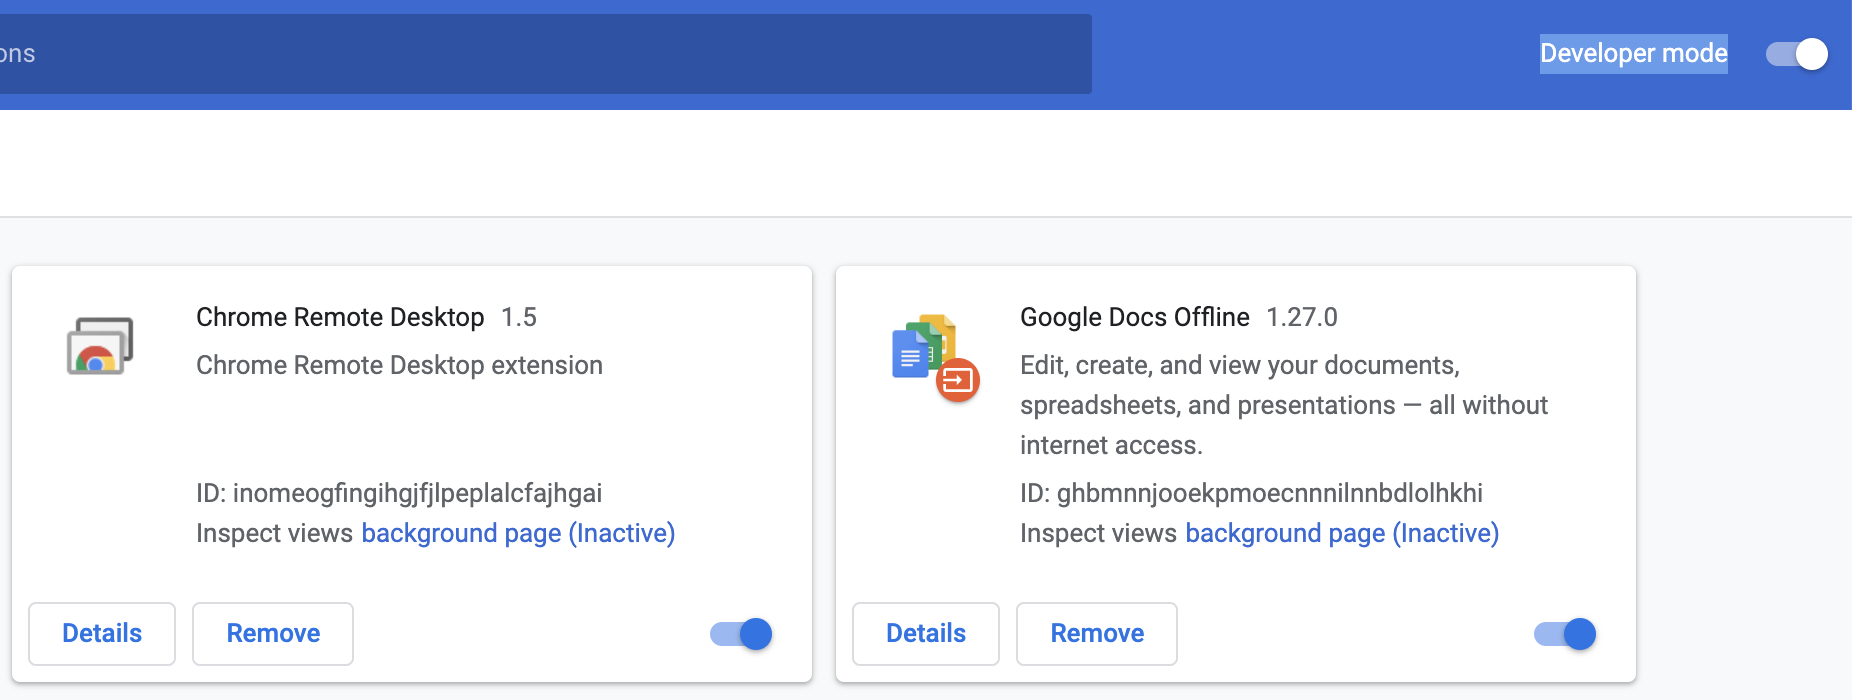 ons
Developer mode
Chrome Remote Desktop 1.5
Chrome Remote Desktop extension
ID: inomeogfingihgjfjlpeplalcfajhgai
Inspect views background page (Inactive)
Details Remove
Google Docs Offline 1.27.0
Edit, create, and view your documents,
spreadsheets, and presentations — all without
internet access.
ID: ghbmnnjooekpmoecnnnilnnbdlolhkhi
Inspect views background page (Inactive)
Details Remove